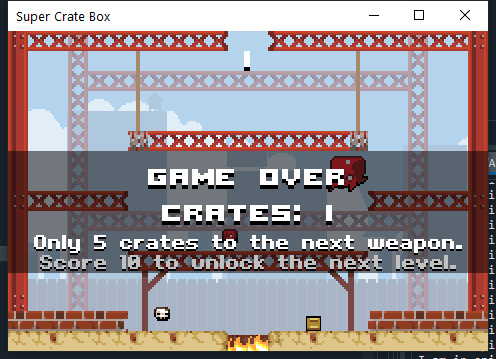 Super Crate Box
1
GAME OVER
CRATES: 1
Only 5 crates to the next weapon.
Score 10 to unlock the next level.